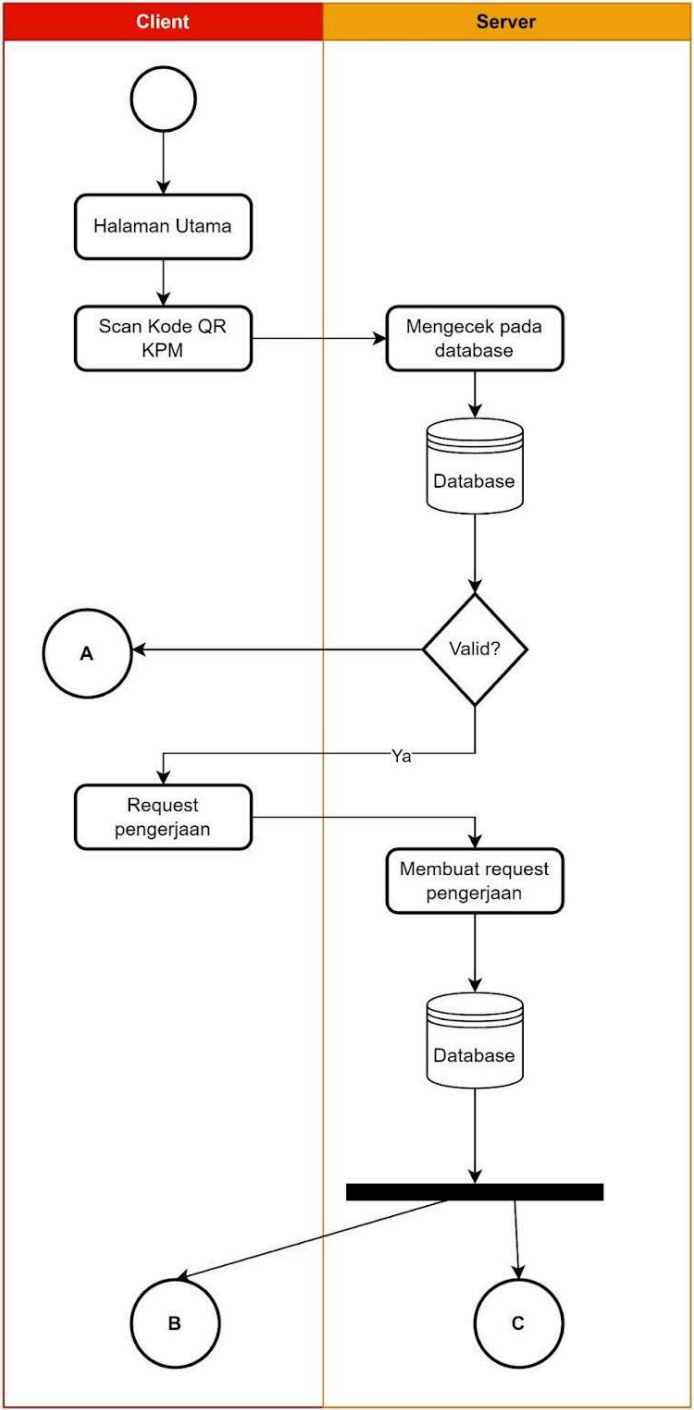 Client
Server
Halaman Utama
Scan Kode QR
KPM
Mengecek pada
database
Database
A
Valid?
Ya
Request
pengerjaan
Membuat request
pengerjaan
Database
B
C